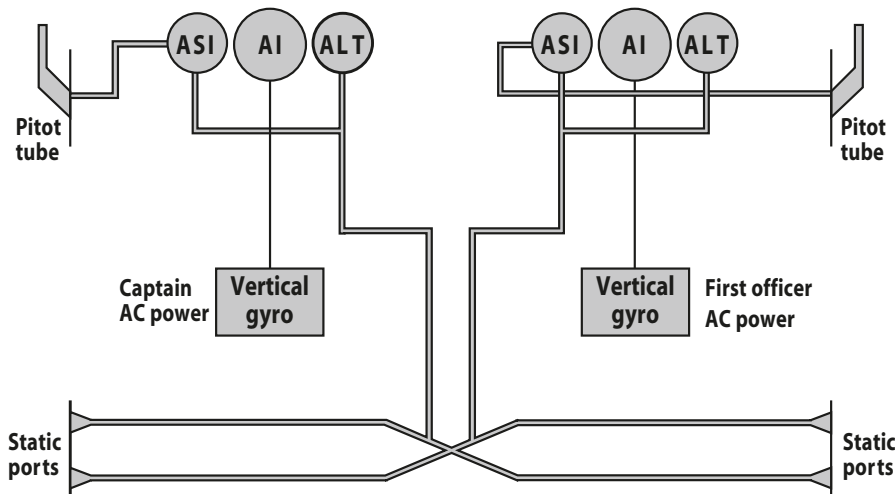 ASI AI ALT ASI AI ALT
Pitot
tube
Pitot
tube
Captain
AC power
Vertical
gyro
Vertical
gyro
First officer
AC power
Static
ports
Static
ports